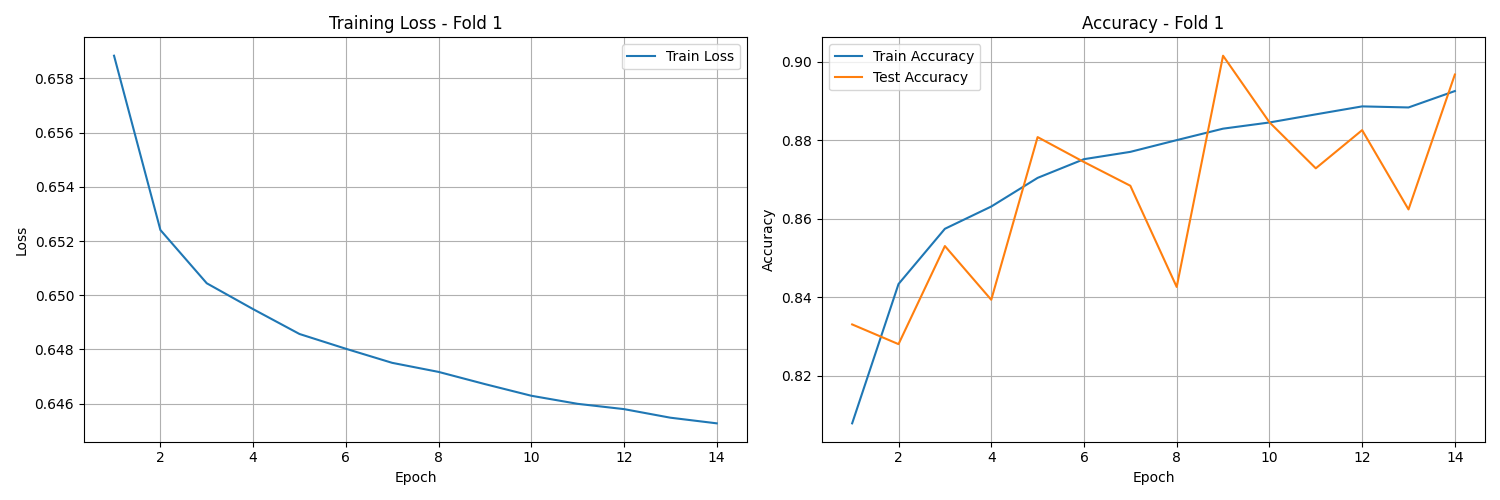 Training Loss - Fold 1
Train Loss
0.658
0.656
0.654
0.652
0.650
0.648
0.646
Loss
2 4 6 8 10 12 14
Epoch
Accuracy - Fold 1
Train Accuracy
Test Accuracy
0.90
0.88
0.86
0.84
0.82
Accuracy
2 4 6 8 10 12 14
Epoch